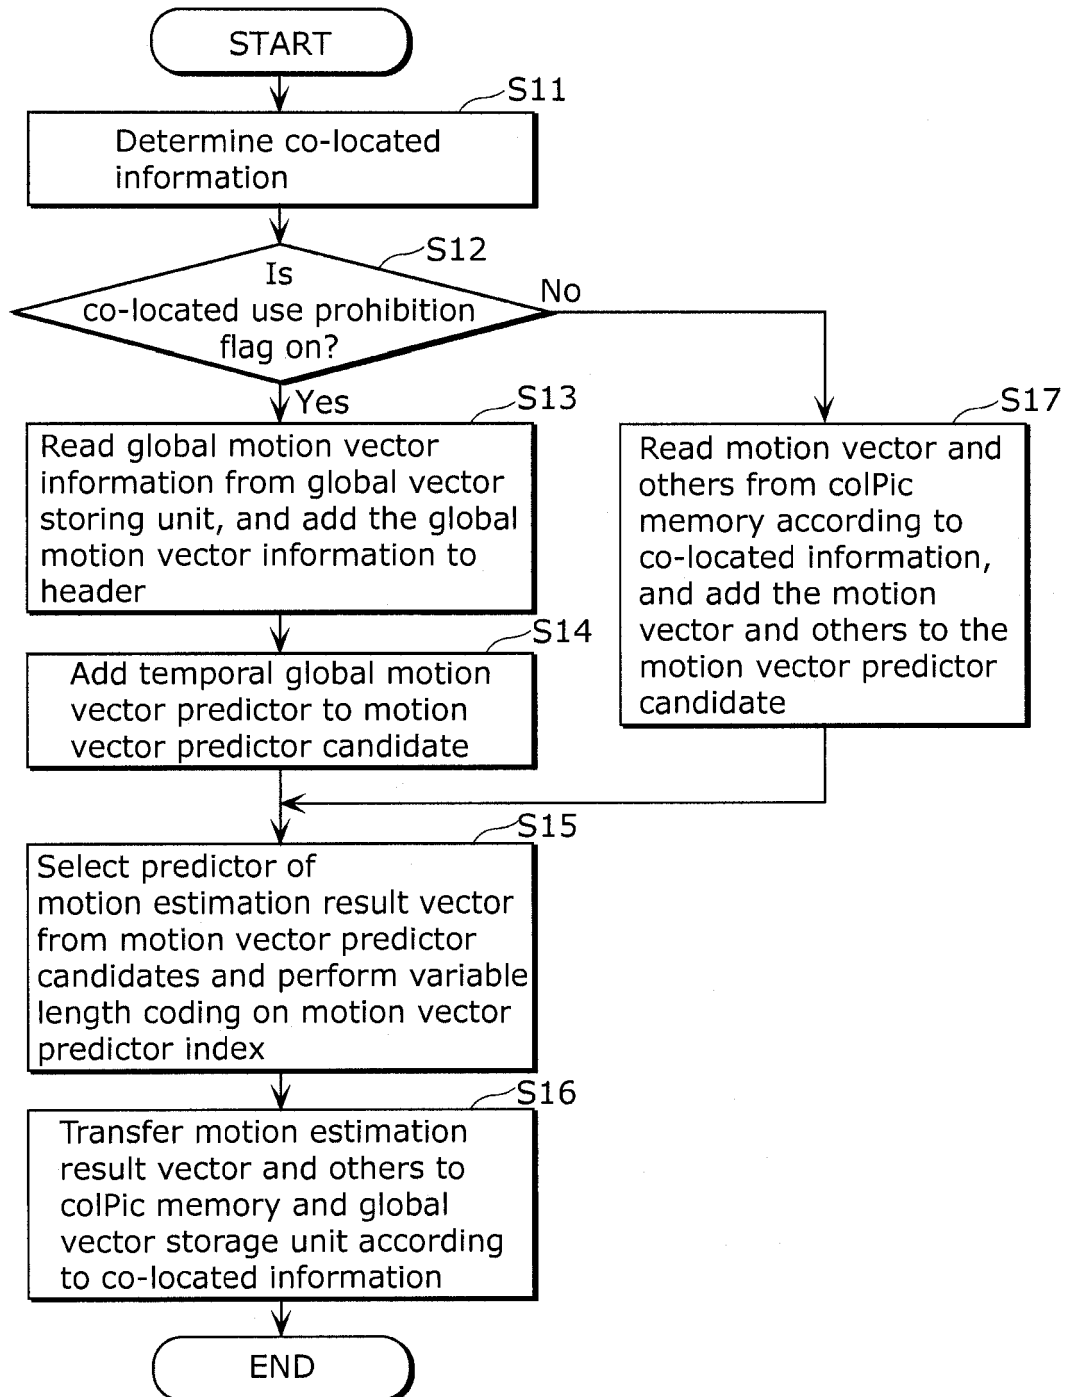 START
S11
Determine co-located
information
S12
Is
co-located use prohibition
flag on?
No
Yes
S13
Read global motion vector
information from global vector
storing unit, and add the global
motion vector information to
header
S17
Read motion vector and
others from colPic
memory according to
co-located information,
and add the motion
vector and others to the
motion vector predictor
candidate
S14
Add temporal global motion
vector predictor to motion
vector predictor candidate
S15
Select predictor of
motion estimation result vector
from motion vector predictor
candidates and perform variable
length coding on motion vector
predictor index
S16
Transfer motion estimation
result vector and others to
colPic memory and global
vector storage unit according
to co-located information
END